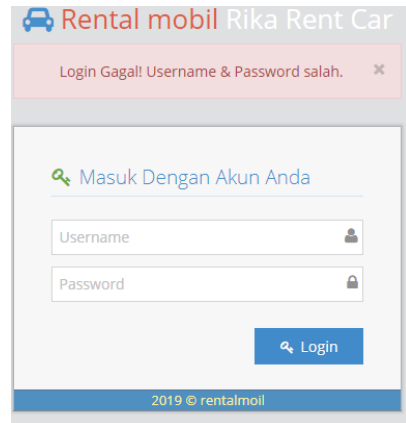 Rental mobil Rika Rent Car
Login Gagal! Username & Password salah. ×
Masuk Dengan Akun Anda
Username
Password
Login
2019 © rentalmoil